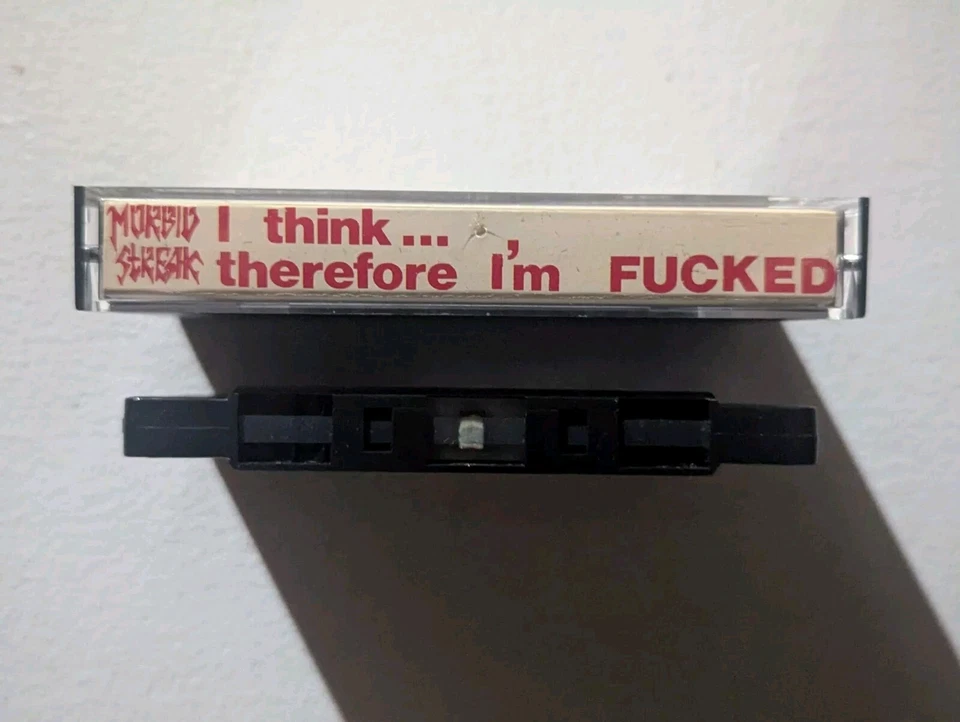 MORBID
STREAK
I think...
therefore I'm FUCKED